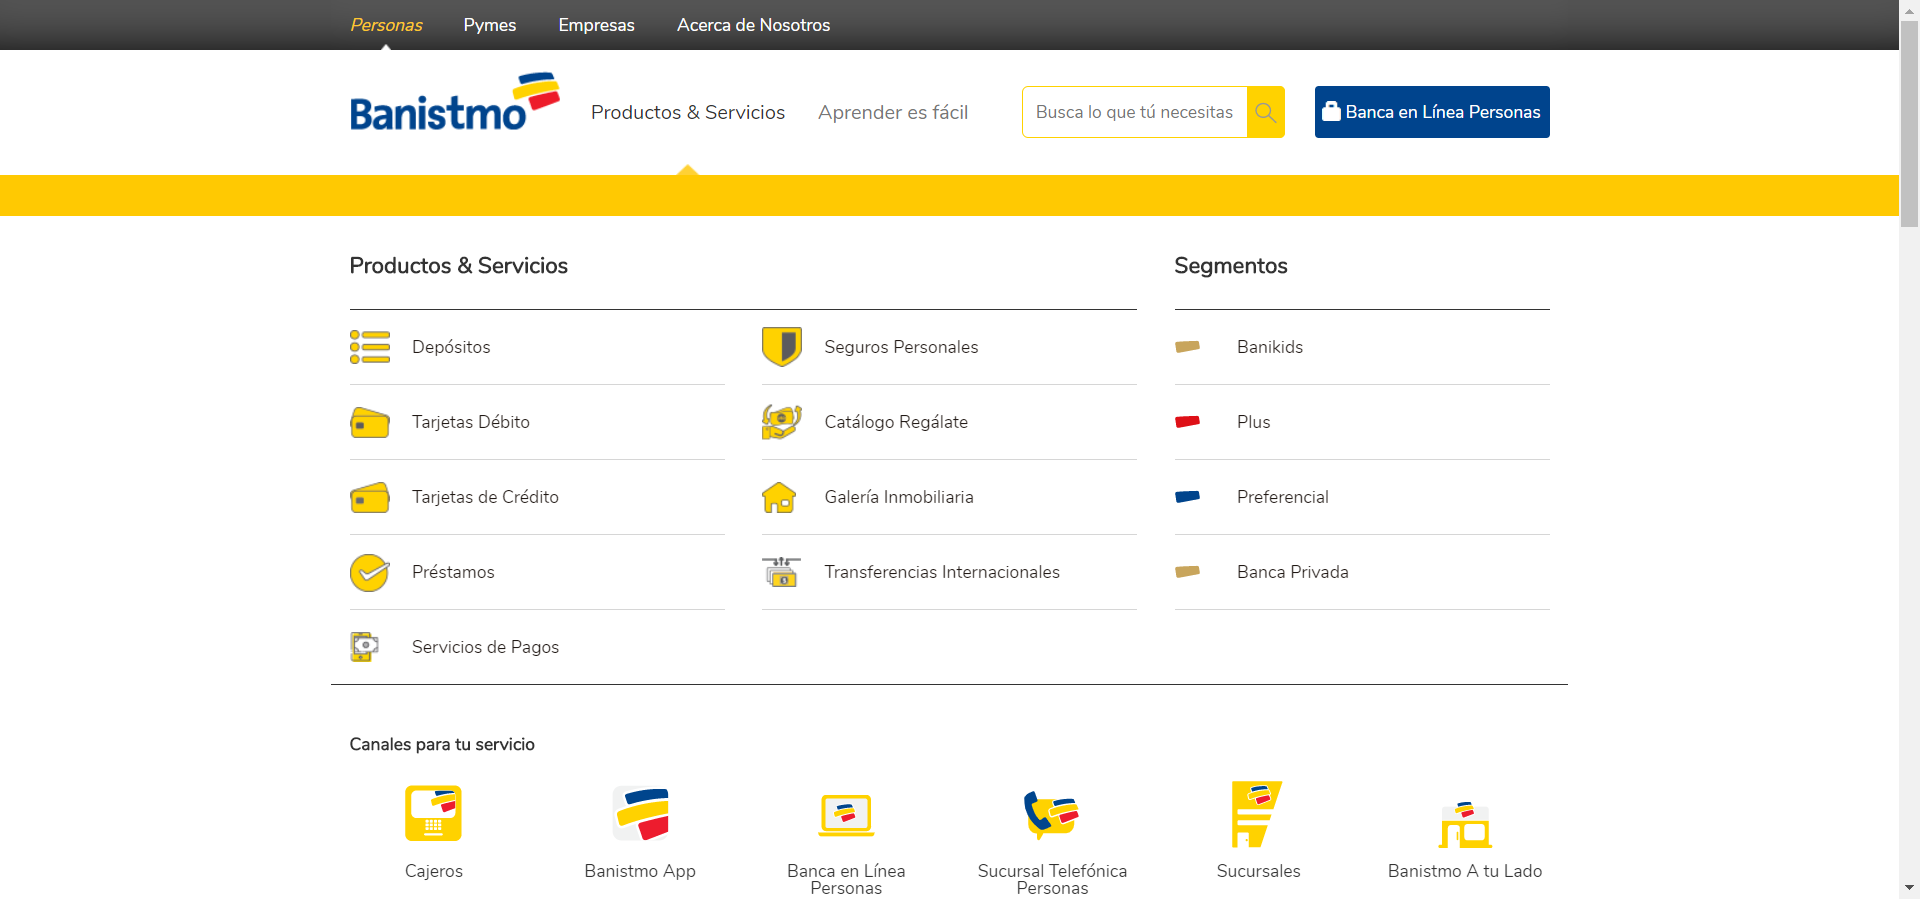 Personas Pymes Empresas Acerca de Nosotros
Banistmo Productos & Servicios Aprender es fácil Busca lo que tú necesitas Banca en Línea Personas
Productos & Servicios
Depósitos
Tarjetas Débito
Tarjetas de Crédito
Préstamos
Servicios de Pagos
Seguros Personales
Catálogo Regálate
Galería Inmobiliaria
Transferencias Internacionales
Segmentos
Banikids
Plus
Preferencial
Banca Privada
Canales para tu servicio
Cajeros
Banistmo App
Banca en Línea
Personas
Sucursal Telefónica
Personas
Sucursales
Banistmo A tu Lado